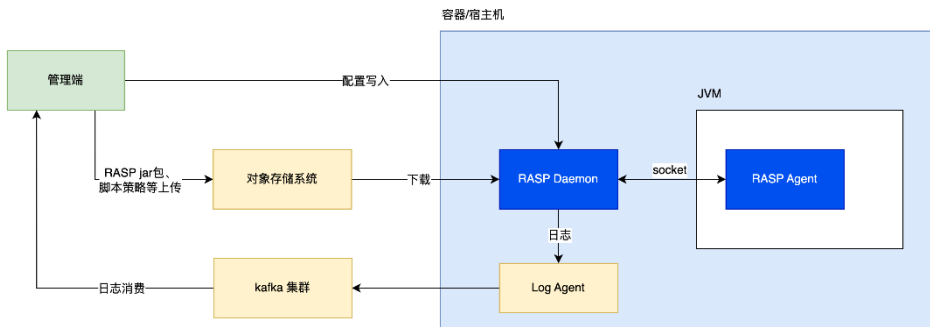 容器/宿主机
管理端
配置写入
JVM
RASP jar包、
脚本策略等上传
对象存储系统
下载
RASP Daemon
socket
RASP Agent
日志
日志消费
kafka 集群
Log Agent